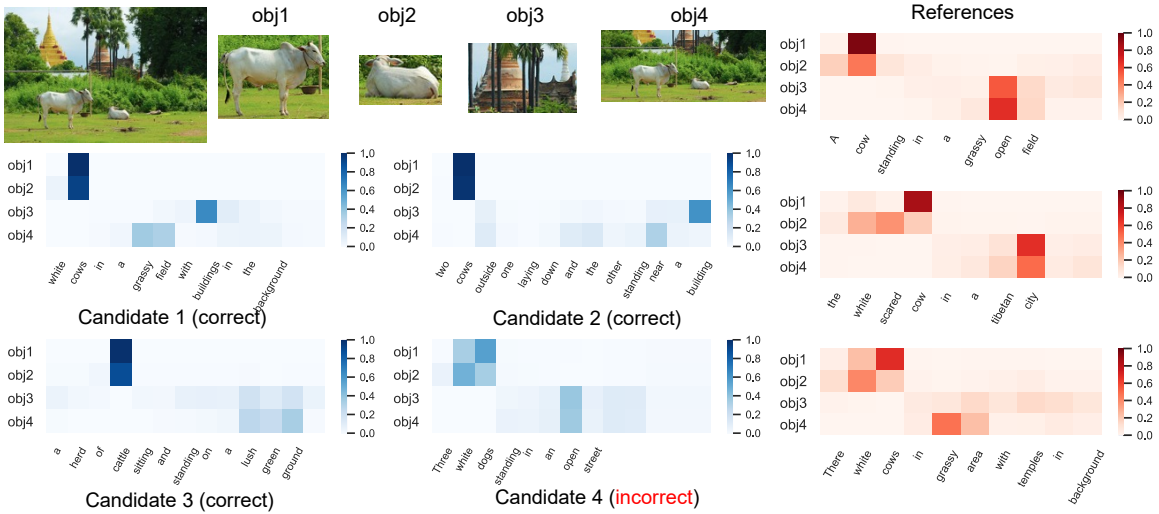 obj1
obj2
obj3
obj4
References
obj1
obj2
obj3
obj4
1.0
0.8
0.6
0.4
0.2
0.0
A
cow
standing
in
a
grassy
open
field
obj1
obj2
obj3
obj4
1.0
0.8
0.6
0.4
0.2
0.0
white
cows
in
a
grassy
field
with
buildings
in
the
background
Candidate 1 (correct)
obj1
obj2
obj3
obj4
1.0
0.8
0.6
0.4
0.2
0.0
two
cows
outside
one
laying
down
and
the
other
standing
near
a
building
Candidate 2 (correct)
obj1
obj2
obj3
obj4
1.0
0.8
0.6
0.4
0.2
0.0
the
white
scared
cow
in
a
tibetan
city
obj1
obj2
obj3
obj4
1.0
0.8
0.6
0.4
0.2
0.0
a
herd
of
cattle
sitting
and
standing
on
a
lush
green
ground
Candidate 3 (correct)
obj1
obj2
obj3
obj4
1.0
0.8
0.6
0.4
0.2
0.0
Three
white
dogs
standing
in
an
open
street
Candidate 4 (incorrect)
obj1
obj2
obj3
obj4
1.0
0.8
0.6
0.4
0.2
0.0
There
white
cows
in
grassy
area
with
temples
in
background